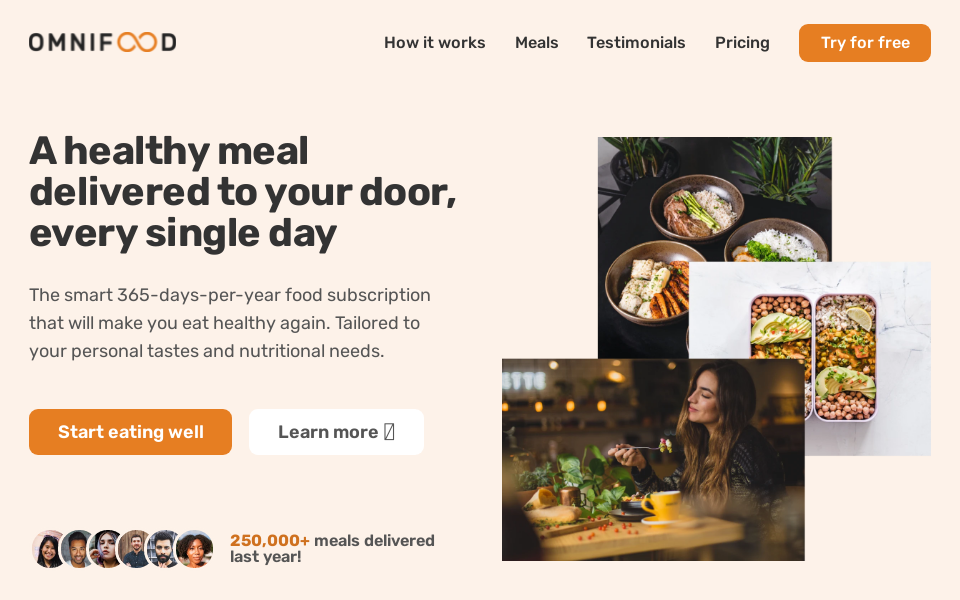 OMNIFOOD
How it works Meals Testimonials Pricing Try for free
A healthy meal
delivered to your door,
every single day
The smart 365-days-per-year food subscription
that will make you eat healthy again. Tailored to
your personal tastes and nutritional needs.
Start eating well Learn more
250,000+ meals delivered
last year!